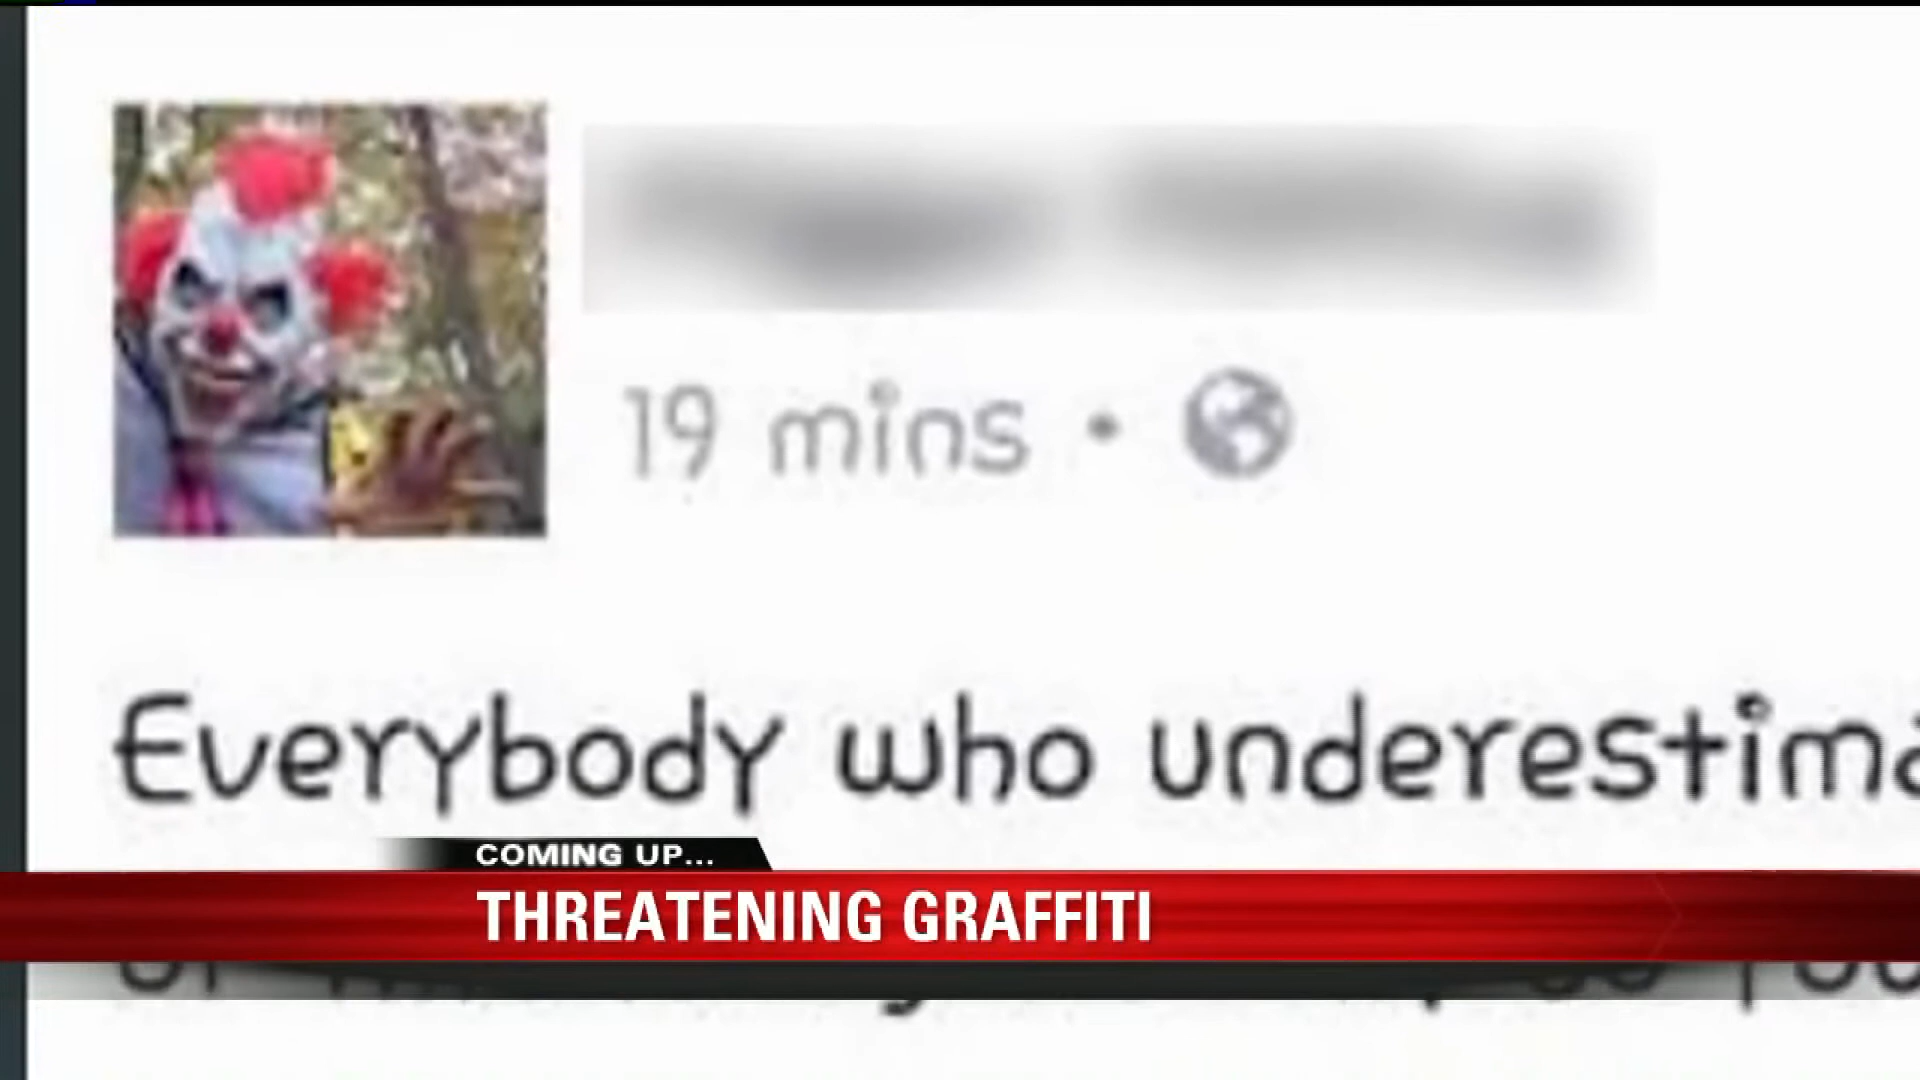 19 mins •
Everybody who underestima
COMING UP...
THREATENING GRAFFITI